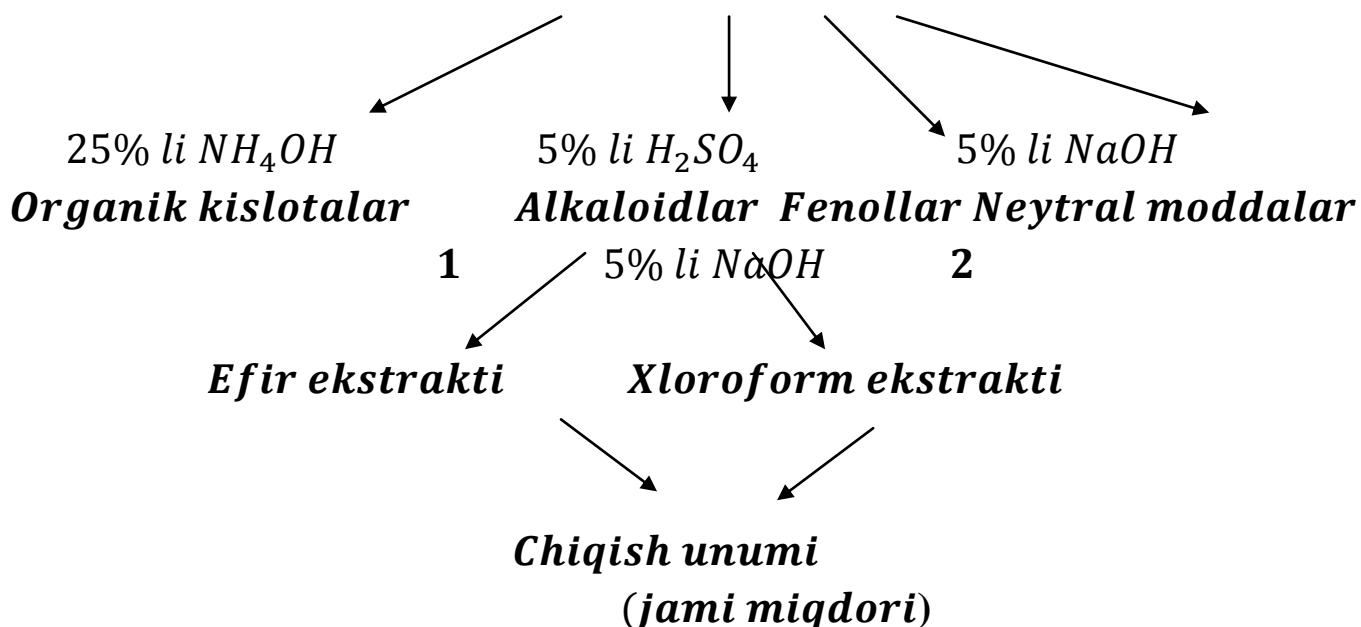 25% li NH₄OH 5% li H₂SO₄ 5% li NaOH
Organik kislotalar Alkaloidlar Fenollar Neytral moddalar
1 5% li NaOH 2
Efir ekstrakti Xloroform ekstrakti
Chiqish unumi
(jami miqdori)